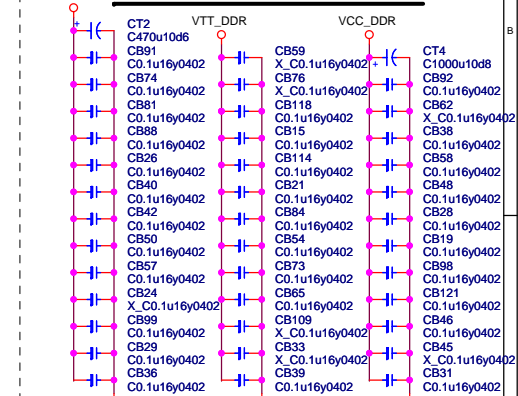 +
CT2
C470u10d6
CB91
C0.1u16y0402
CB74
C0.1u16y0402
CB81
C0.1u16y0402
CB88
C0.1u16y0402
CB26
C0.1u16y0402
CB40
C0.1u16y0402
CB42
C0.1u16y0402
CB50
C0.1u16y0402
CB57
C0.1u16y0402
CB24
X_C0.1u16y0402
CB99
C0.1u16y0402
CB29
C0.1u16y0402
CB36
C0.1u16y0402
VTT_DDR
CB59
X_C0.1u16y0402
CB76
X_C0.1u16y0402
CB118
C0.1u16y0402
CB15
C0.1u16y0402
CB114
C0.1u16y0402
CB21
C0.1u16y0402
CB84
C0.1u16y0402
CB54
C0.1u16y0402
CB73
C0.1u16y0402
CB65
C0.1u16y0402
CB109
X_C0.1u16y0402
CB33
X_C0.1u16y0402
CB39
C0.1u16y0402
VCC_DDR
+
CT4
C1000u10d8
CB92
C0.1u16y0402
CB62
X_C0.1u16y0402
CB38
C0.1u16y0402
CB58
C0.1u16y0402
CB48
C0.1u16y0402
CB28
C0.1u16y0402
CB19
C0.1u16y0402
CB98
C0.1u16y0402
CB121
C0.1u16y0402
CB46
C0.1u16y0402
CB45
X_C0.1u16y0402
CB31
C0.1u16y0402
B